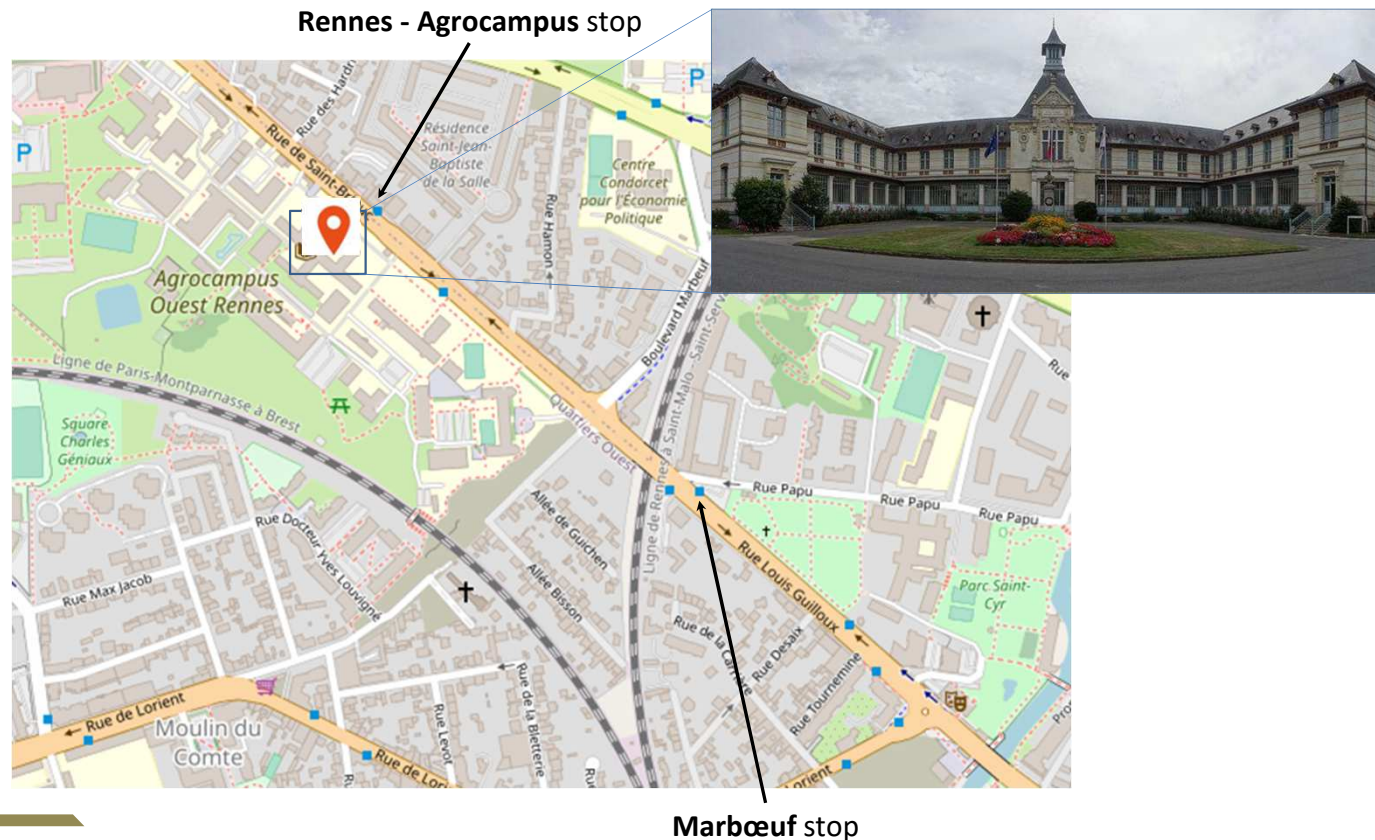 Rennes - Agrocampus stop
P
P
Rue des Hardr
Résidence
Saint-Jean-
Baptiste
de la Salle
Rue de Saint-Br
Centre
Condorcet
pour l'Économie
Politique
Rue Hamon
Agrocampus
Ouest Rennes
Boulevard Marbeuf
Ligne de Paris-Montparnasse à Brest
Ligne de Rennes à Saint-Malo - Saint-Serv
Rue
Square
Charles
Géniaux
Quartiers Ouest
Rue Papu
Rue Papu
Rue Papu
Allée de Guichen
Rue Docteur Yves Louvigné
Allée Bisson
Rue Louis Guilloux
Rue Max Jacob
Parc Saint-
Cyr
Rue de la Carrière
Rue Desaix
Rue Tournemine
Rue de Lorient
Moulin du
Comte
Rue Levot
Rue de la Bletterie
Pro
Rue
Rue de Lori
Rue
Lorient
Marbœuf stop